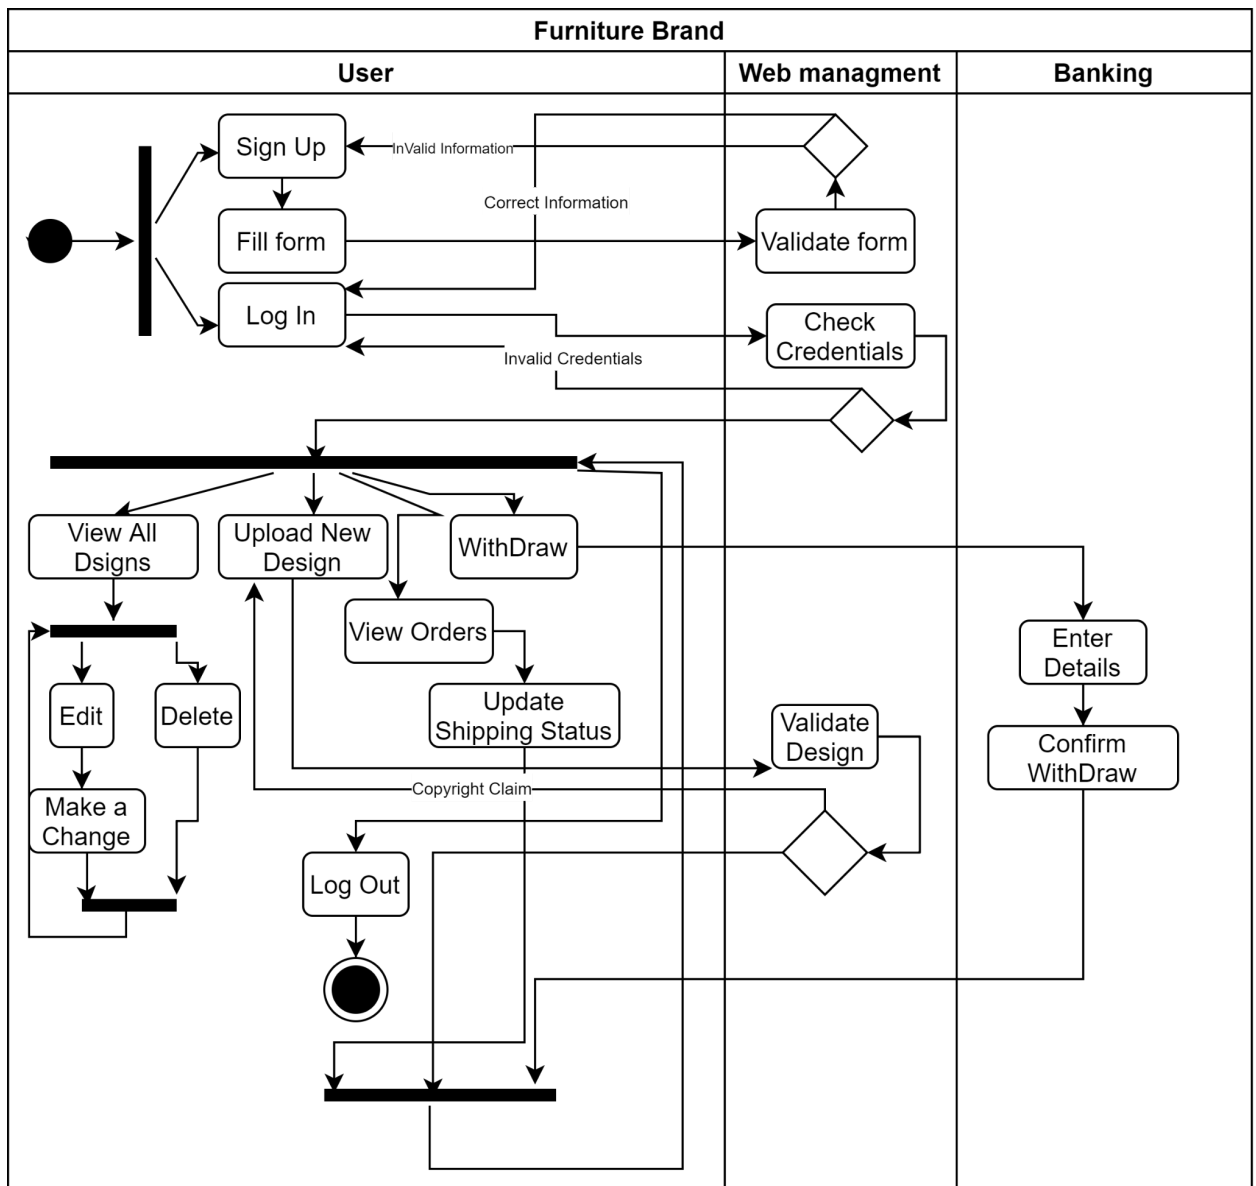 Furniture Brand
User
Web managment
Banking
Sign Up
InValid Information
Correct Information
Fill form
Validate form
Log In
Check
Credentials
Invalid Credentials
View All
Dsigns
Upload New
Design
WithDraw
View Orders
Enter
Details
Edit
Delete
Update
Shipping Status
Validate
Design
Confirm
WithDraw
Make a
Change
Copyright Claim
Log Out